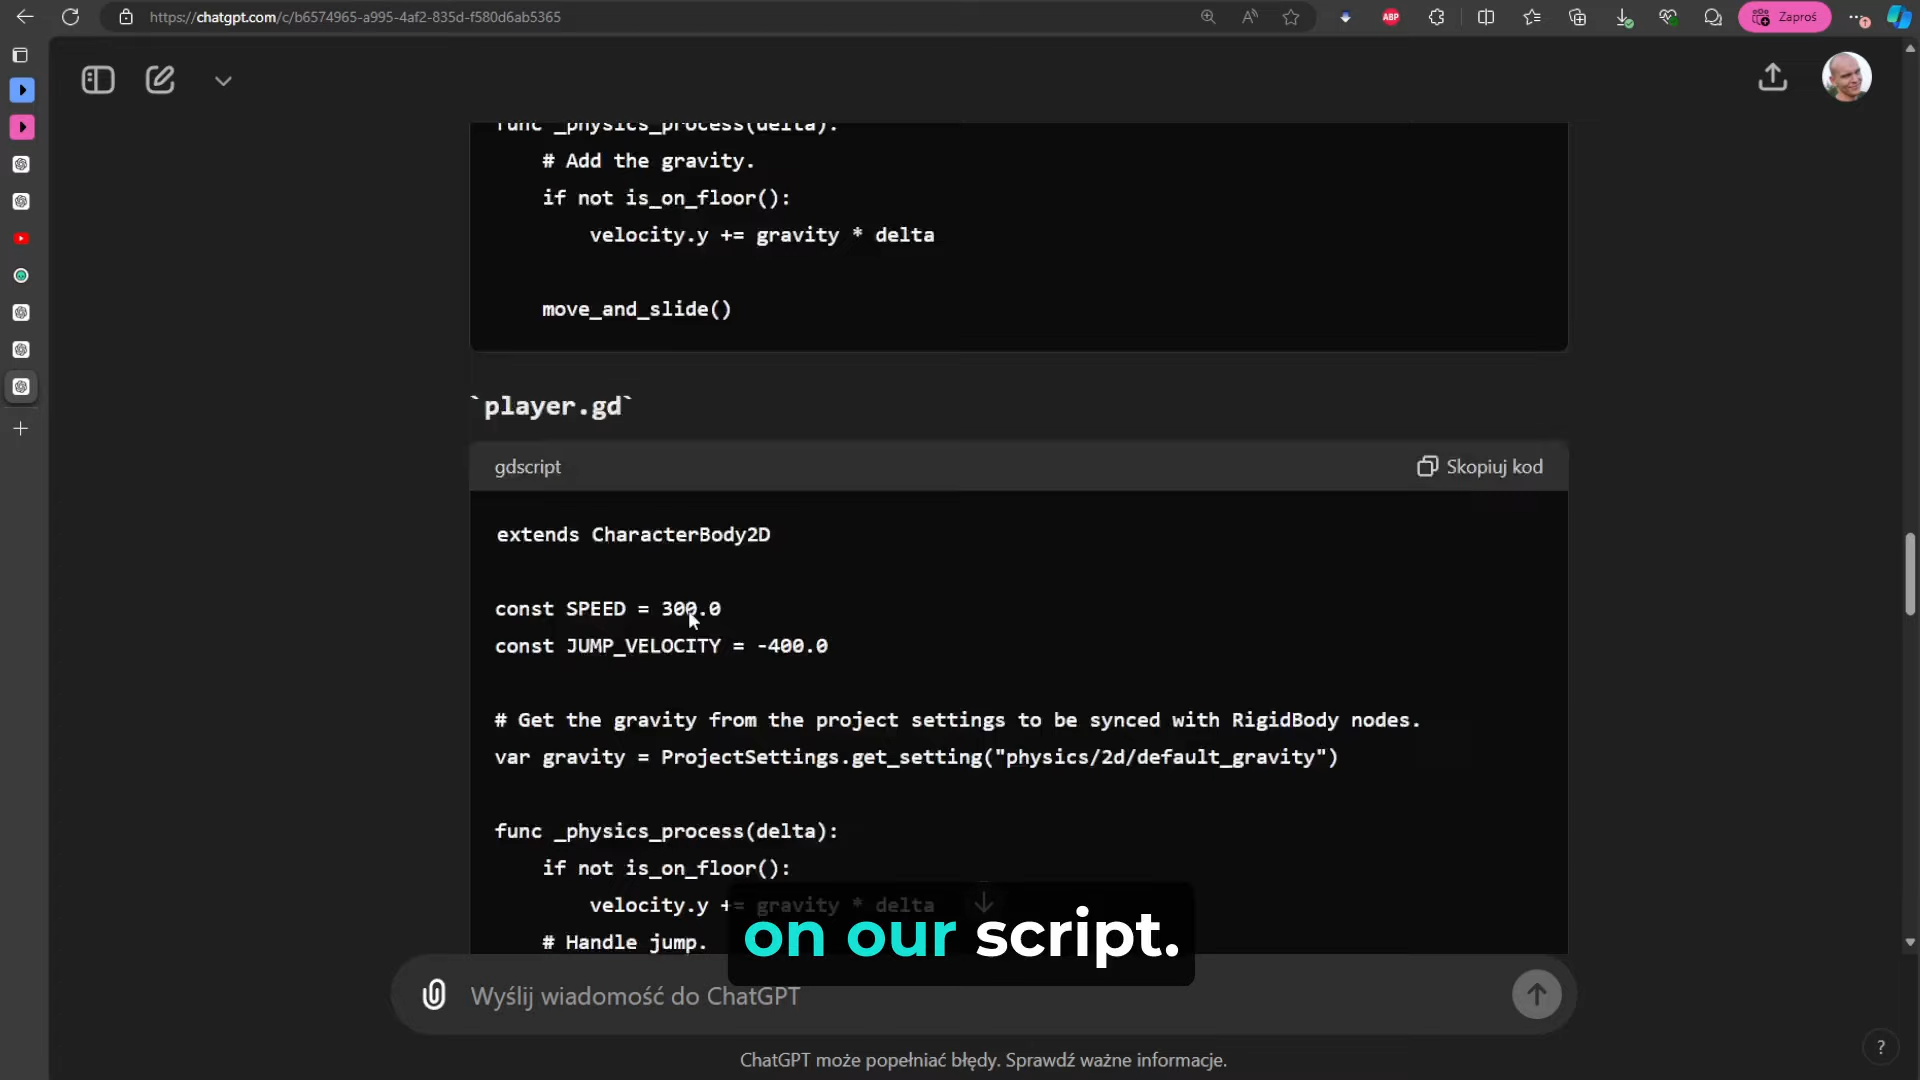 https://chatgpt.com/c/b6574965-a995-4af2-835d-f580d6ab5365
ABP
Zaproś
func _physics_process(delta):
# Add the gravity.
if not is_on_floor():
velocity.y += gravity * delta
move_and_slide()
`player.gd`
gdscript
Skopiuj kod
extends CharacterBody2D
const SPEED = 300.0
const JUMP_VELOCITY = -400.0
# Get the gravity from the project settings to be synced with RigidBody nodes.
var gravity = ProjectSettings.get_setting("physics/2d/default_gravity")
func _physics_process(delta):
if not is_on_floor():
velocity.y += gravity * delta
# Handle jump.
on our script.
Wyślij wiadomość do ChatGPT
ChatGPT może popełniać błędy. Sprawdź ważne informacje.
?